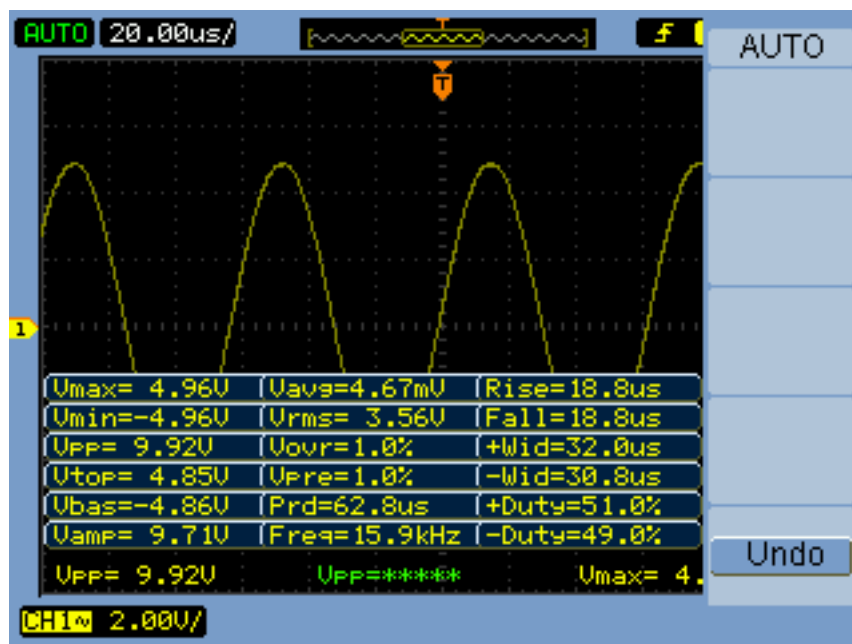 AUTO 20.00us/ T f
AUTO
T
1
Vmax= 4.96V Vavg=4.67mV Rise=18.8us
Vmin=-4.96V Vrms= 3.56V Fall=18.8us
VPP= 9.92V Vovr=1.0% +Wid=32.0us
Vtop= 4.85V Vpre=1.0% -Wid=30.8us
Vbas=-4.86V Prd=62.8us +Duty=51.0%
Vamp= 9.71V Freq=15.9kHz -Duty=49.0%
VPP= 9.92V VPP=***** Vmax= 4.
Undo
CH1~ 2.00V/